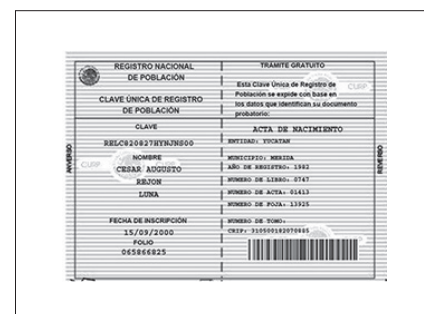 REGISTRO NACIONAL
DE POBLACIÓN
CLAVE ÚNICA DE REGISTRO
DE POBLACIÓN
CLAVE
RELC820827HYNJNS00
NOMBRE
CESAR AUGUSTO
REJON
LUNA
FECHA DE INSCRIPCIÓN
15/09/2000
FOLIO
065866825
ANVERSO
TRÁMITE GRATUITO
Esta Clave Única de Registro de
Población se expide con base en
los datos que identifican su documento
probatorio:
ACTA DE NACIMIENTO
ENTIDAD: YUCATAN
MUNICIPIO: MERIDA
AÑO DE REGISTRO: 1982
NUMERO DE LIBRO: 0747
NUMERO DE ACTA: 01413
NUMERO DE FOJA: 13925
NUMERO DE TOMO:
CRIP: 310500182070885
REVERSO
CURP
CURP